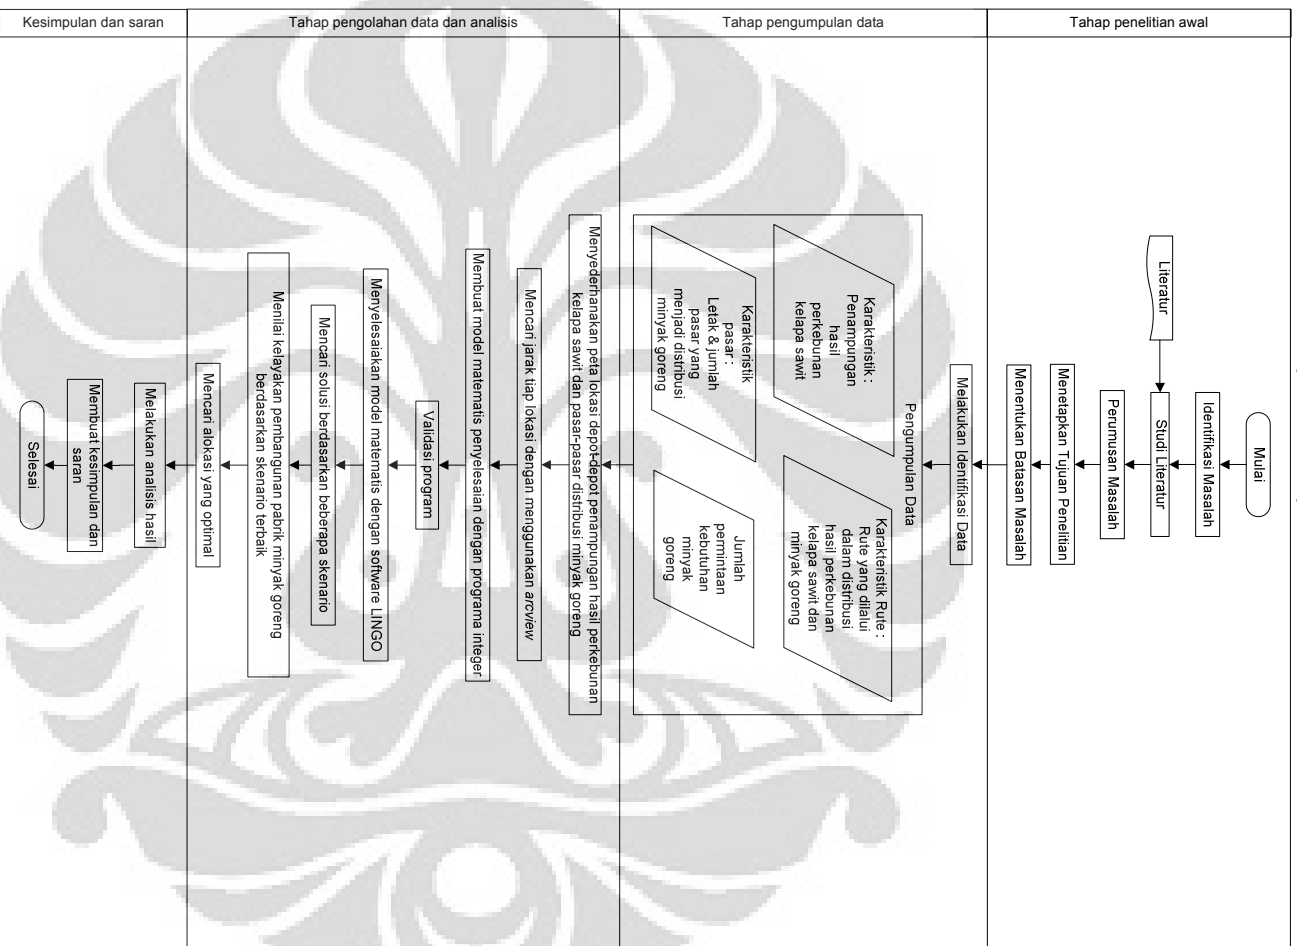 Tahap penelitian awal
Mulai
Identifikasi Masalah
Literatur
Studi Literatur
Perumusan Masalah
Menetapkan Tujuan Penelitian
Menentukan Batasan Masalah
Tahap pengumpulan data
Melakukan Identifikasi Data
Pengumpulan Data
Karakteristik :
Penampungan
hasil
perkebunan
kelapa sawit
Karakteristik Rute :
Rute yang dilalui
dalam distribusi
hasil perkebunan
kelapa sawit dan
minyak goreng
Karakteristik
pasar :
Letak & jumlah
pasar yang
menjadi distribusi
minyak goreng
Jumlah
permintaan
kebutuhan
minyak
goreng
Tahap pengolahan data dan analisis
Menyederhanakan peta lokasi depot-depot penampungan hasil perkebunan
kelapa sawit dan pasar-pasar distribusi minyak goreng
Mencari jarak tiap lokasi dengan menggunakan arcview
Membuat model matematis penyelesaian dengan programa integer
Validasi program
Menyelesaiakan model matematis dengan software LINGO
Mencari solusi berdasarkan beberapa skenario
Menilai kelayakan pembangunan pabrik minyak goreng
berdasarkan skenario terbaik
Mencari alokasi yang optimal
Kesimpulan dan saran
Melakukan analisis hasil
Membuat kesimpulan dan
saran
Selesai